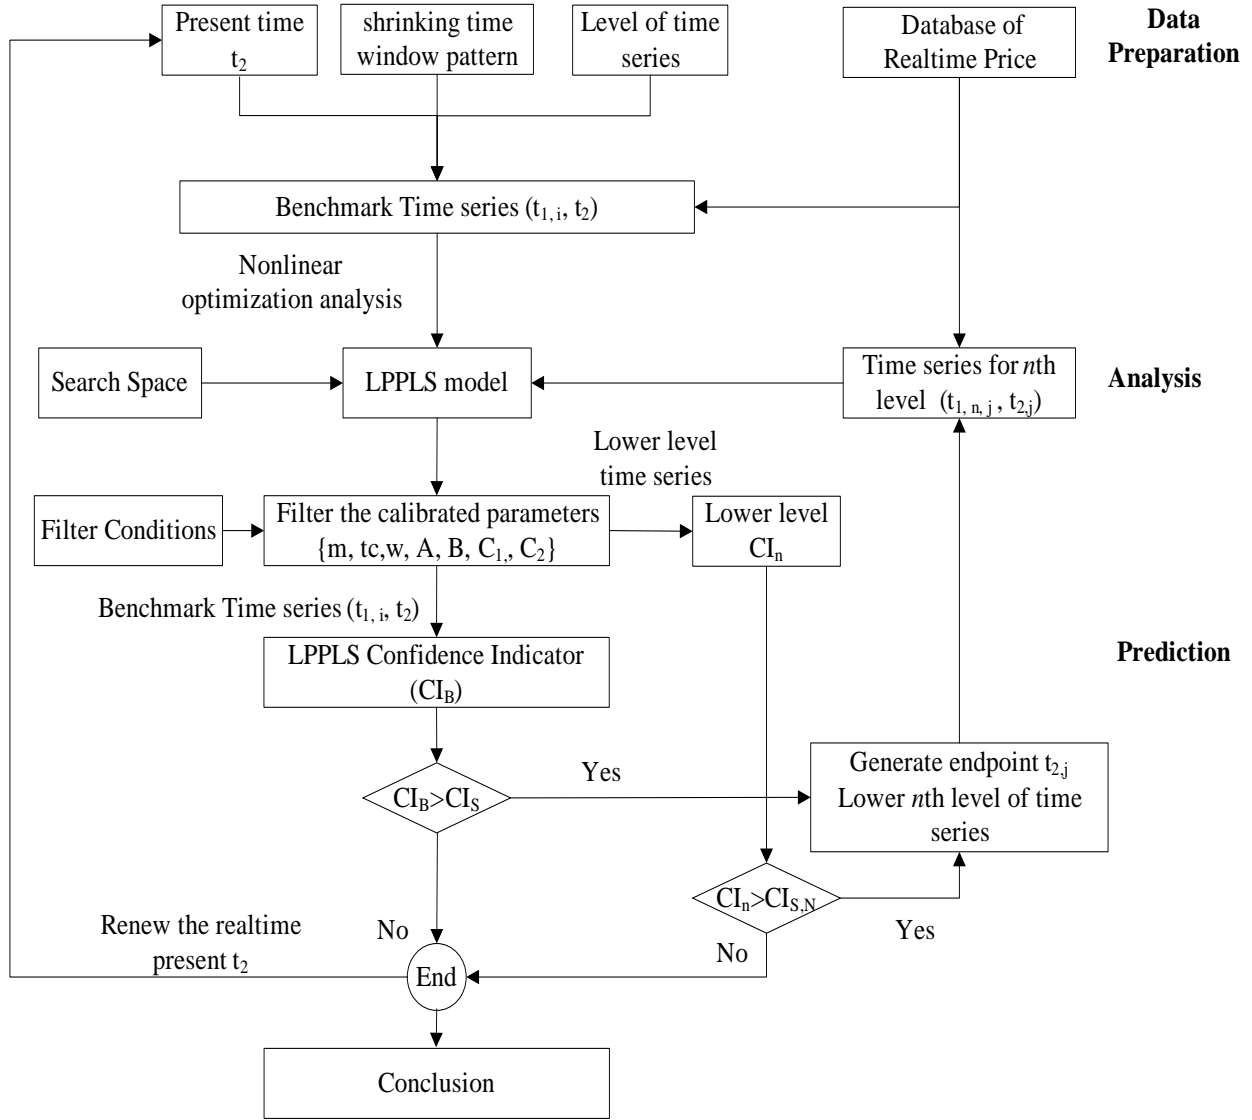 Present time
t₂
shrinking time
window pattern
Level of time
series
Database of
Realtime Price
Data
Preparation
Benchmark Time series (t₁, ᵢ, t₂)
Nonlinear
optimization analysis
Search Space
LPPLS model
Time series for nth
level (t₁, ₙ, ⱼ , t₂,ⱼ)
Analysis
Lower level
time series
Filter Conditions
Filter the calibrated parameters
{m, tc,w, A, B, C₁,, C₂}
Lower level
CIₙ
Benchmark Time series (t₁, ᵢ, t₂)
LPPLS Confidence Indicator
(CI_B)
Prediction
CI_B>CI_S
Yes
Generate endpoint t₂,ⱼ
Lower nth level of time
series
CIₙ>CI_S,N
Yes
No
No
Renew the realtime
present t₂
End
Conclusion